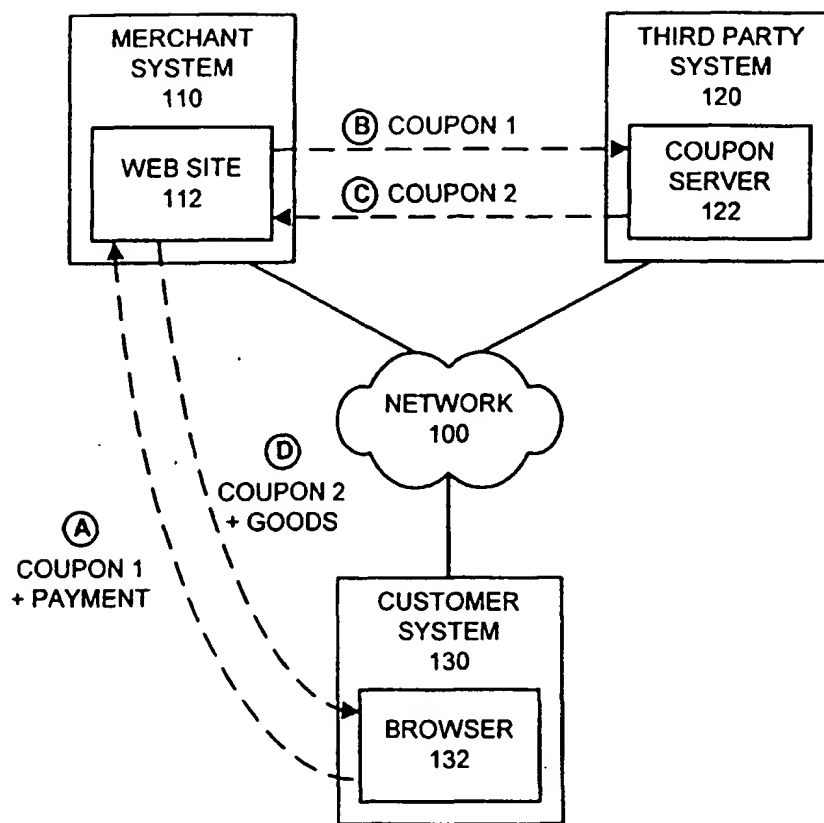 MERCHANT
SYSTEM
110
WEB SITE
112
THIRD PARTY
SYSTEM
120
COUPON
SERVER
122
B COUPON 1
C COUPON 2
NETWORK
100
D
COUPON 2
+ GOODS
A
COUPON 1
+ PAYMENT
CUSTOMER
SYSTEM
130
BROWSER
132